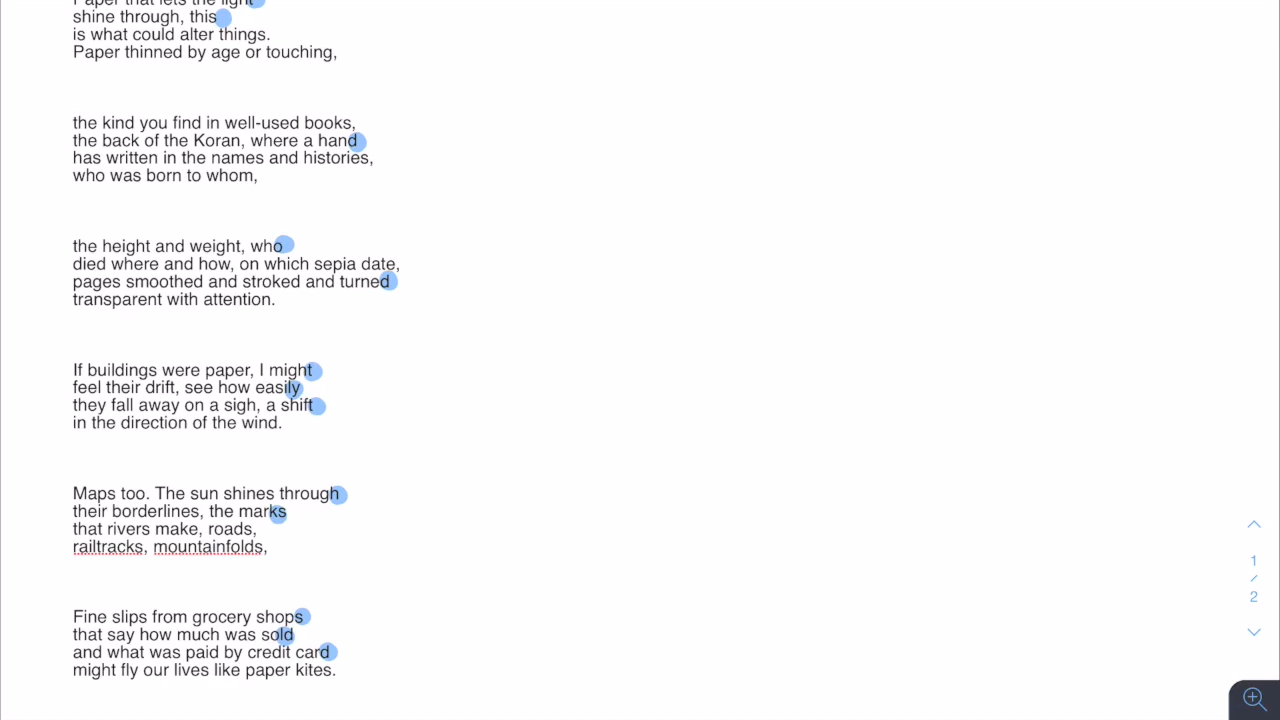 Paper that lets the light
shine through, this
is what could alter things.
Paper thinned by age or touching,
the kind you find in well-used books,
the back of the Koran, where a hand
has written in the names and histories,
who was born to whom,
the height and weight, who
died where and how, on which sepia date,
pages smoothed and stroked and turned
transparent with attention.
If buildings were paper, I might
feel their drift, see how easily
they fall away on a sigh, a shift
in the direction of the wind.
Maps too. The sun shines through
their borderlines, the marks
that rivers make, roads,
railtracks, mountainfolds,
Fine slips from grocery shops
that say how much was sold
and what was paid by credit card
might fly our lives like paper kites.
1
/
2